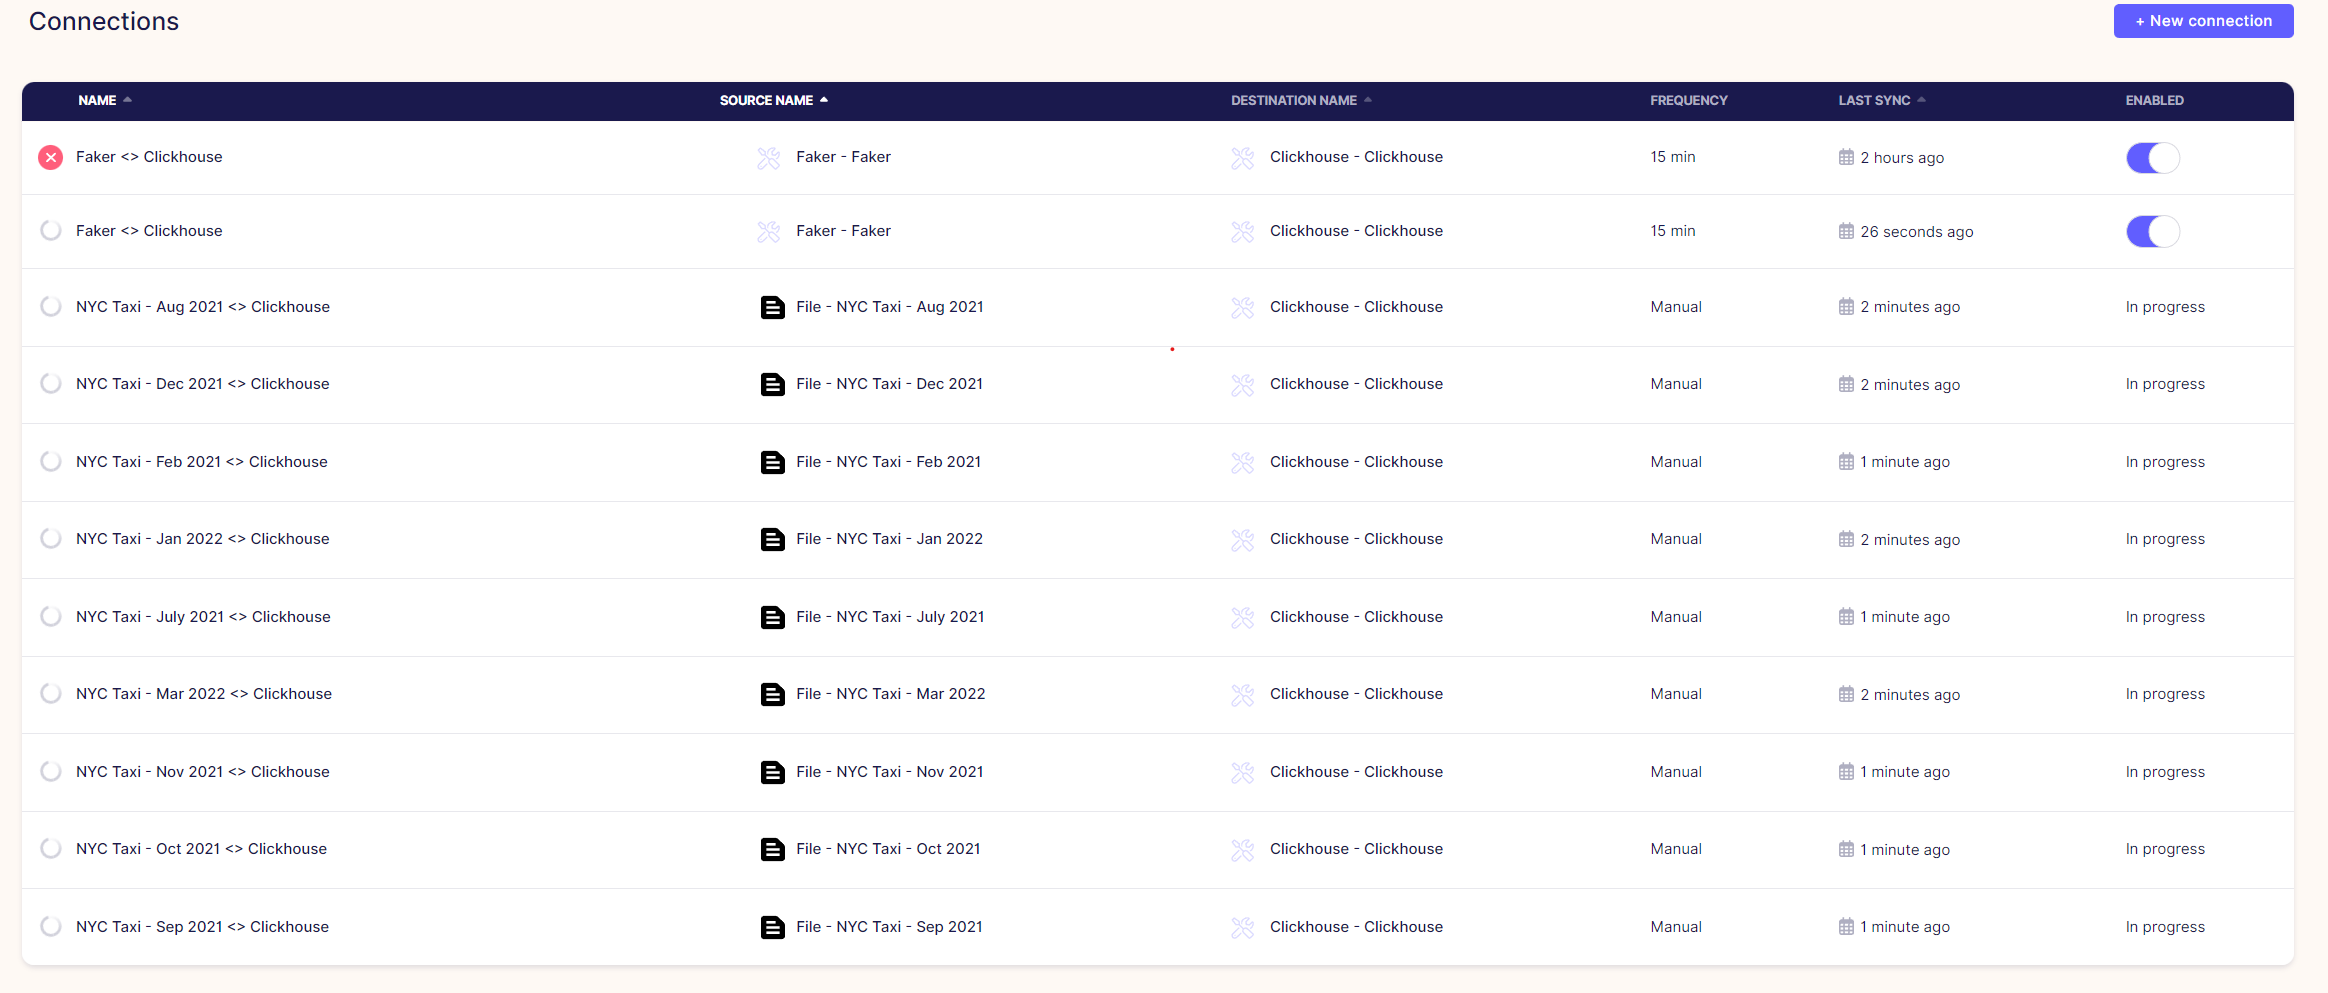 Connections
+ New connection
NAME SOURCE NAME DESTINATION NAME FREQUENCY LAST SYNC ENABLED
Faker <> Clickhouse Faker - Faker Clickhouse - Clickhouse 15 min 2 hours ago
Faker <> Clickhouse Faker - Faker Clickhouse - Clickhouse 15 min 26 seconds ago
NYC Taxi - Aug 2021 <> Clickhouse File - NYC Taxi - Aug 2021 Clickhouse - Clickhouse Manual 2 minutes ago In progress
NYC Taxi - Dec 2021 <> Clickhouse File - NYC Taxi - Dec 2021 Clickhouse - Clickhouse Manual 2 minutes ago In progress
NYC Taxi - Feb 2021 <> Clickhouse File - NYC Taxi - Feb 2021 Clickhouse - Clickhouse Manual 1 minute ago In progress
NYC Taxi - Jan 2022 <> Clickhouse File - NYC Taxi - Jan 2022 Clickhouse - Clickhouse Manual 2 minutes ago In progress
NYC Taxi - July 2021 <> Clickhouse File - NYC Taxi - July 2021 Clickhouse - Clickhouse Manual 1 minute ago In progress
NYC Taxi - Mar 2022 <> Clickhouse File - NYC Taxi - Mar 2022 Clickhouse - Clickhouse Manual 2 minutes ago In progress
NYC Taxi - Nov 2021 <> Clickhouse File - NYC Taxi - Nov 2021 Clickhouse - Clickhouse Manual 1 minute ago In progress
NYC Taxi - Oct 2021 <> Clickhouse File - NYC Taxi - Oct 2021 Clickhouse - Clickhouse Manual 1 minute ago In progress
NYC Taxi - Sep 2021 <> Clickhouse File - NYC Taxi - Sep 2021 Clickhouse - Clickhouse Manual 1 minute ago In progress